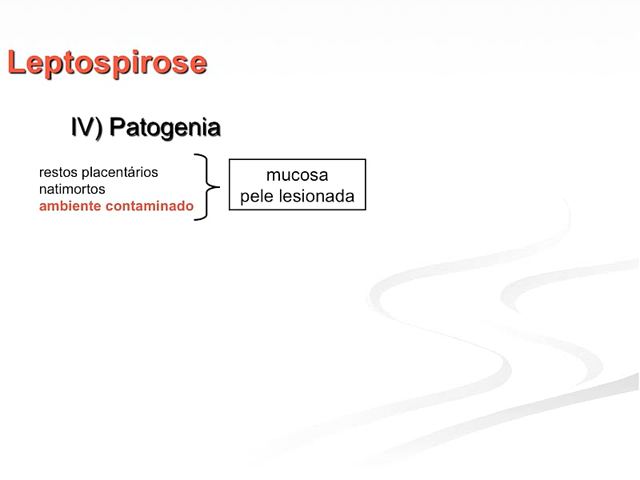 Leptospirose
IV) Patogenia
restos placentários
natimortos
ambiente contaminado
mucosa
pele lesionada